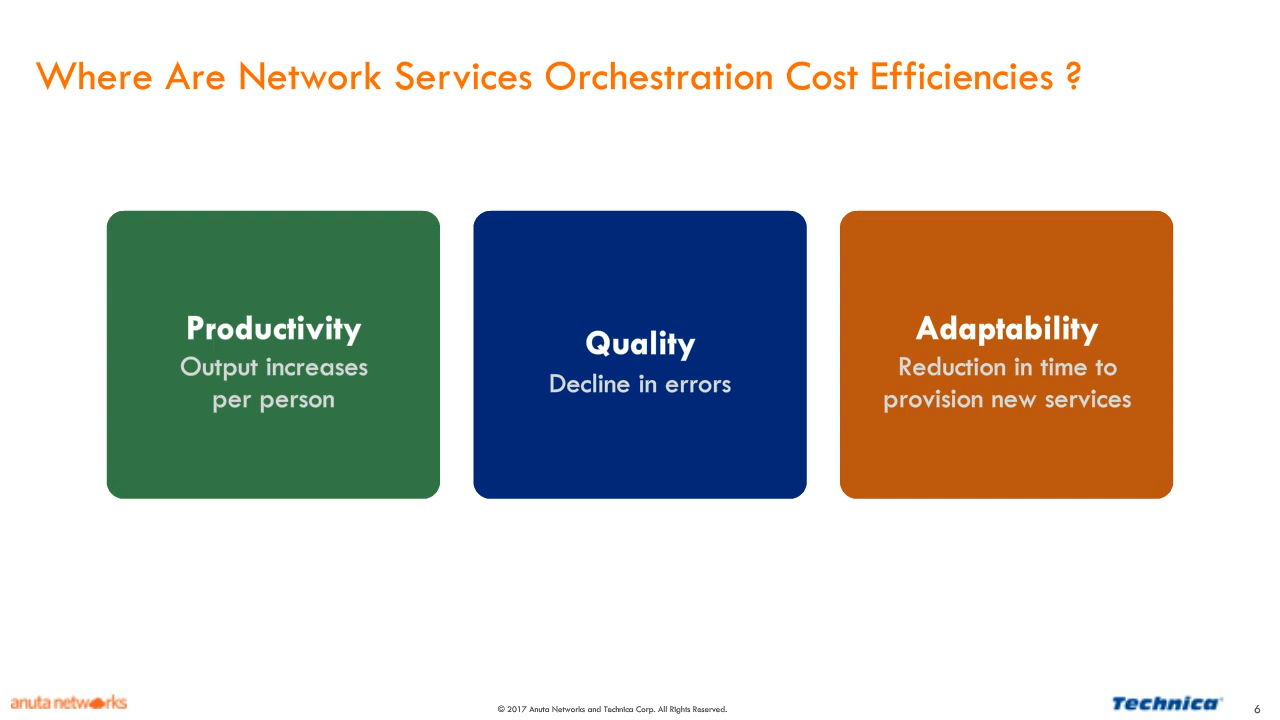 Where Are Network Services Orchestration Cost Efficiencies ?
Productivity
Output increases
per person
Quality
Decline in errors
Adaptability
Reduction in time to
provision new services
anuta networks
© 2017 Anuta Networks and Technica Corp. All Rights Reserved.
Technica
6